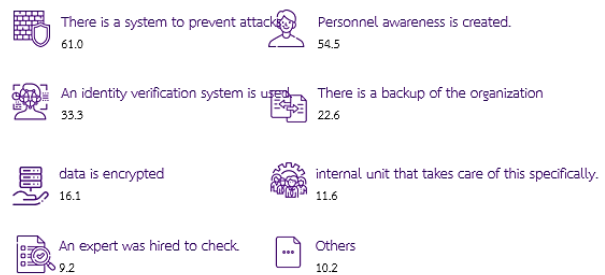 There is a system to prevent attacks
61.0
Personnel awareness is created.
54.5
An identity verification system is used
33.3
There is a backup of the organization
22.6
data is encrypted
16.1
internal unit that takes care of this specifically.
11.6
An expert was hired to check.
9.2
Others
10.2